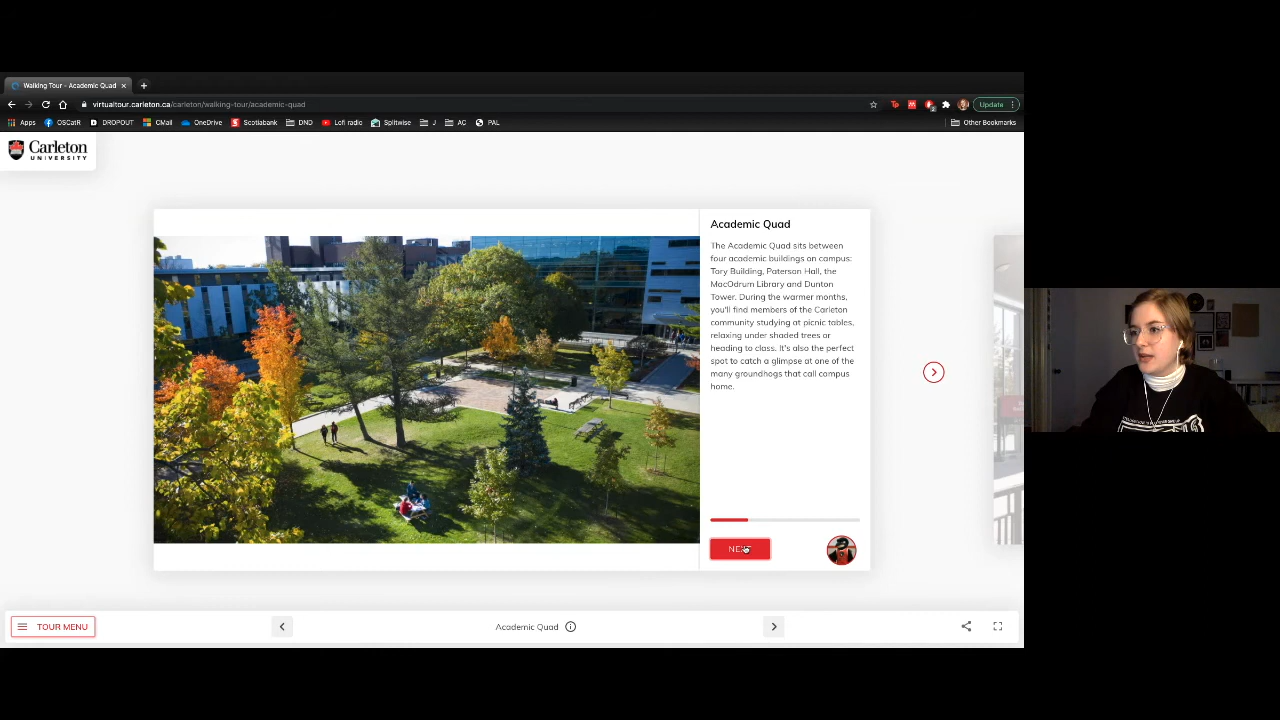 Walking Tour - Academic Quad
virtualtour.carleton.ca/carleton/walking-tour/academic-quad
Update
Apps OSCatR DROPOUT GMail OneDrive Scotiabank DND Lofi radio Splitwise J AC PAL Other Bookmarks
Carleton
UNIVERSITY
Academic Quad
The Academic Quad sits between
four academic buildings on campus:
Tory Building, Paterson Hall, the
MacOdrum Library and Dunton
Tower. During the warmer months,
you'll find members of the Carleton
community studying at picnic tables,
relaxing under shaded trees or
heading to class. It's also the perfect
spot to catch a glimpse at one of the
many groundhogs that call campus
home.
NEXT
TOUR MENU
Academic Quad